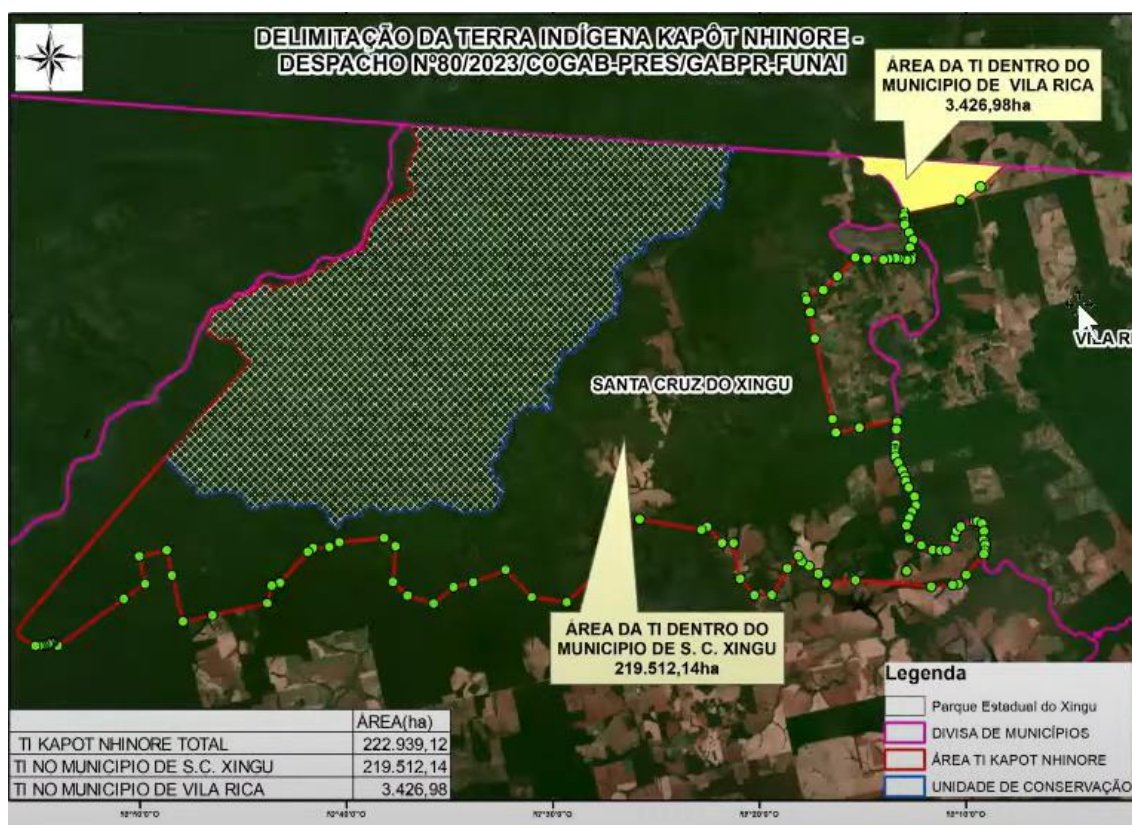 DELIMITAÇÃO DA TERRA INDÍGENA KAPÔT NHINORE -
DESPACHO Nº80/2023/COGAB-PRES/GABPR-FUNAI
ÁREA DA TI DENTRO DO
MUNICIPIO DE VILA RICA
3.426,98ha
VILA RI
SANTA CRUZ DO XINGU
ÁREA DA TI DENTRO DO
MUNICIPIO DE S. C. XINGU
219.512,14ha
Legenda
Parque Estadual do Xingu
DIVISA DE MUNICÍPIOS
ÁREA TI KAPOT NHINORE
UNIDADE DE CONSERVAÇÃO
ÁREA(ha)
TI KAPOT NHINORE TOTAL 222.939,12
TI NO MUNICIPIO DE S.C. XINGU 219.512,14
TI NO MUNICIPIO DE VILA RICA 3.426,98